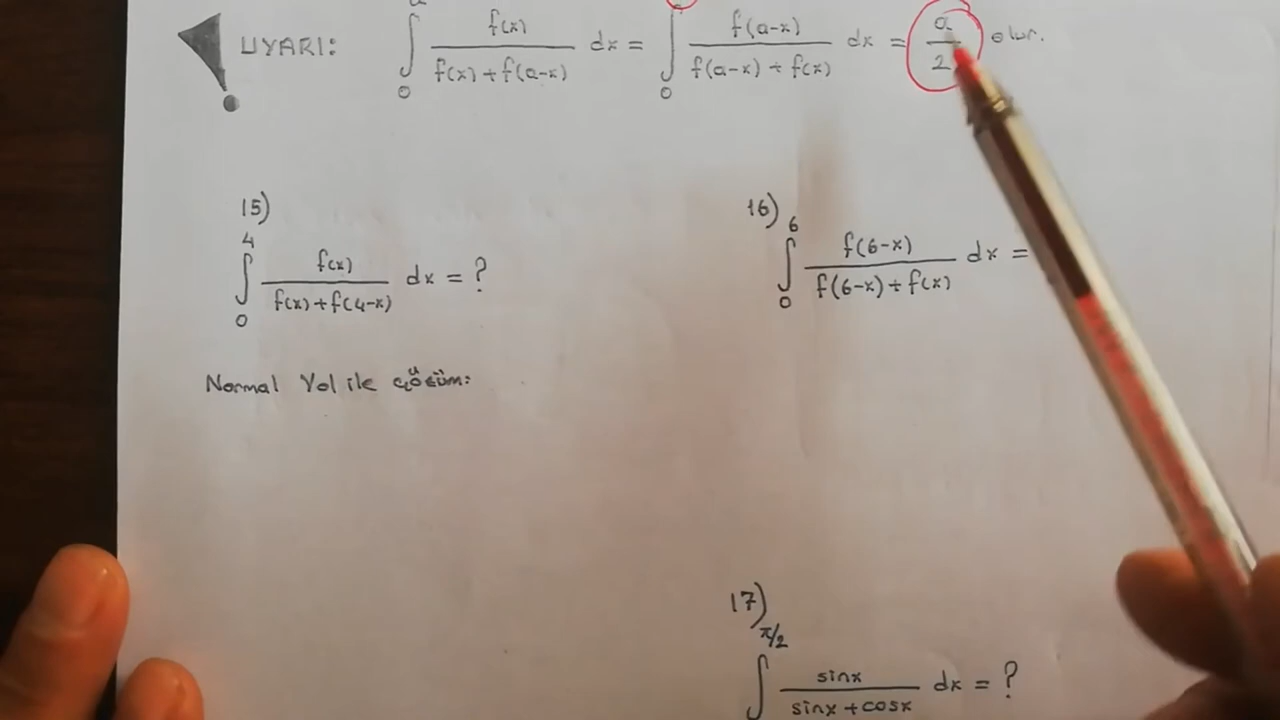 UYARI: ∫₀ᵃ f(x) / (f(x)+f(a-x)) dx = ∫₀ f(a-x) / (f(a-x)+f(x)) dx = a/2 olur.
15)
∫₀⁴ f(x) / (f(x)+f(4-x)) dx = ?
Normal Yol ile çözüm:
16)
∫₀⁶ f(6-x) / (f(6-x)+f(x)) dx =
17)
∫^(π/2) sinx / (sinx+cosx) dx = ?